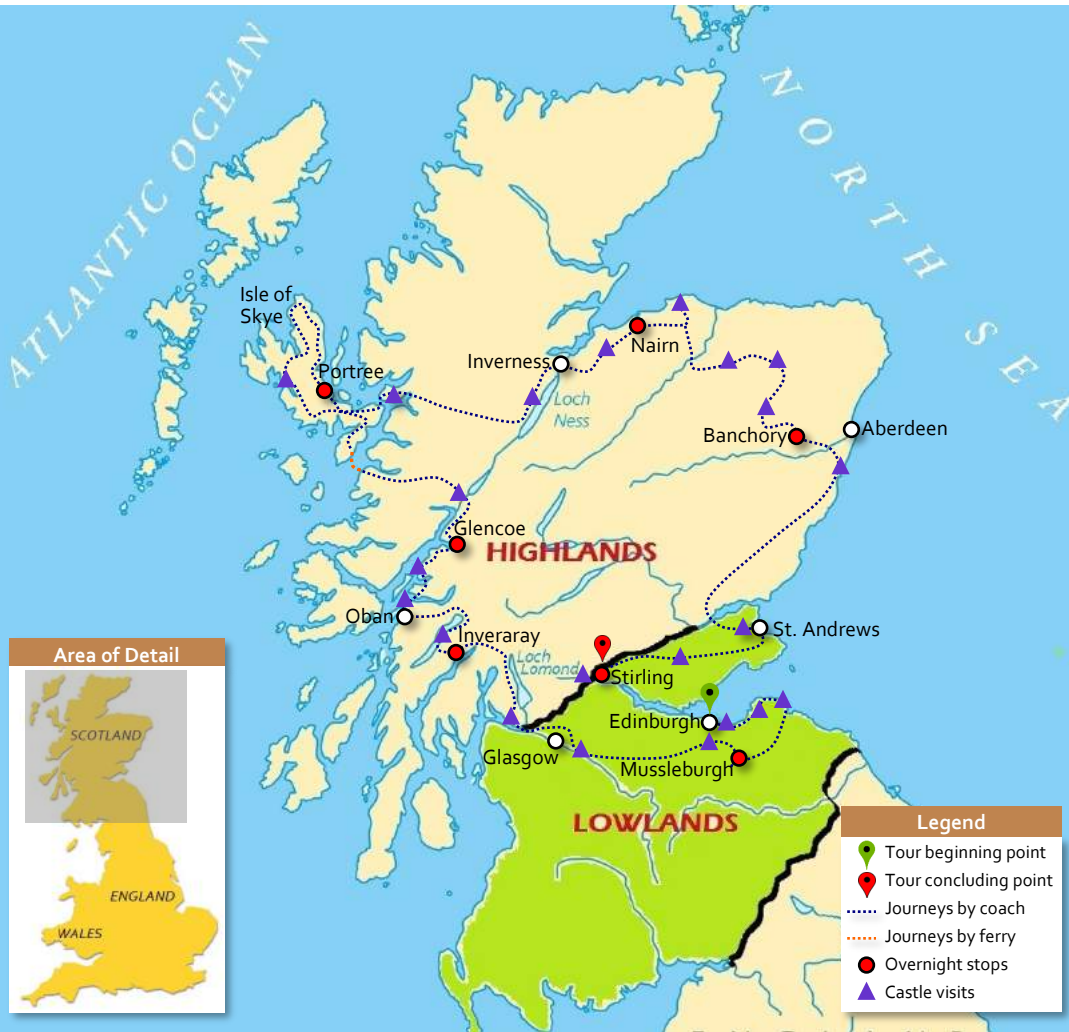 ATLANTIC OCEAN
NORTH SEA
Isle of
Skye
Portree
Inverness
Nairn
Loch
Ness
Banchory
Aberdeen
Glencoe
HIGHLANDS
Oban
Inveraray
St. Andrews
Loch
Lomond
Stirling
Edinburgh
Glasgow
Mussleburgh
LOWLANDS
Area of Detail
SCOTLAND
ENGLAND
WALES
Legend
Tour beginning point
Tour concluding point
Journeys by coach
Journeys by ferry
Overnight stops
Castle visits